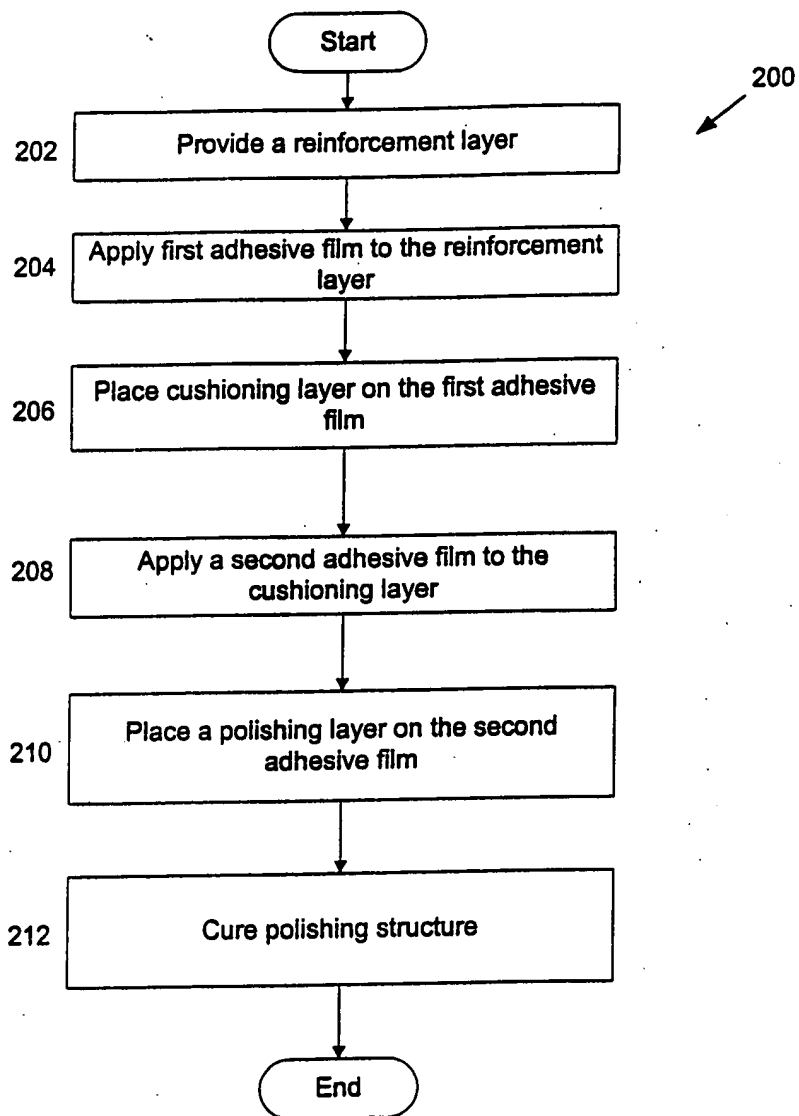 Start
200
202
Provide a reinforcement layer
204
Apply first adhesive film to the reinforcement
layer
206
Place cushioning layer on the first adhesive
film
208
Apply a second adhesive film to the
cushioning layer
210
Place a polishing layer on the second
adhesive film
212
Cure polishing structure
End